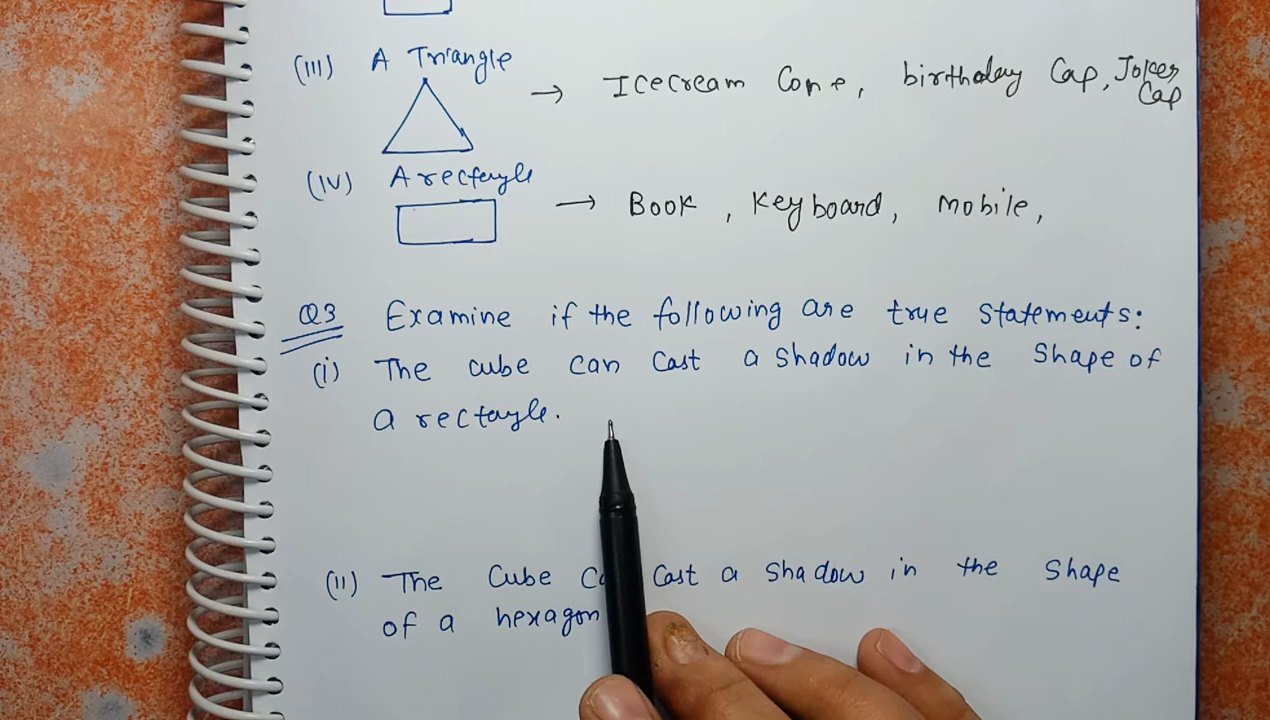 (III) A Triangle → Icecream Cone, birthday Cap, Joker Cap
(IV) A rectangle → Book, Keyboard, mobile,
Q3 Examine if the following are true Statements:
(i) The cube can Cast a Shadow in the Shape of
a rectangle.
(ii) The Cube Cast a Shadow in the Shape
of a hexagon